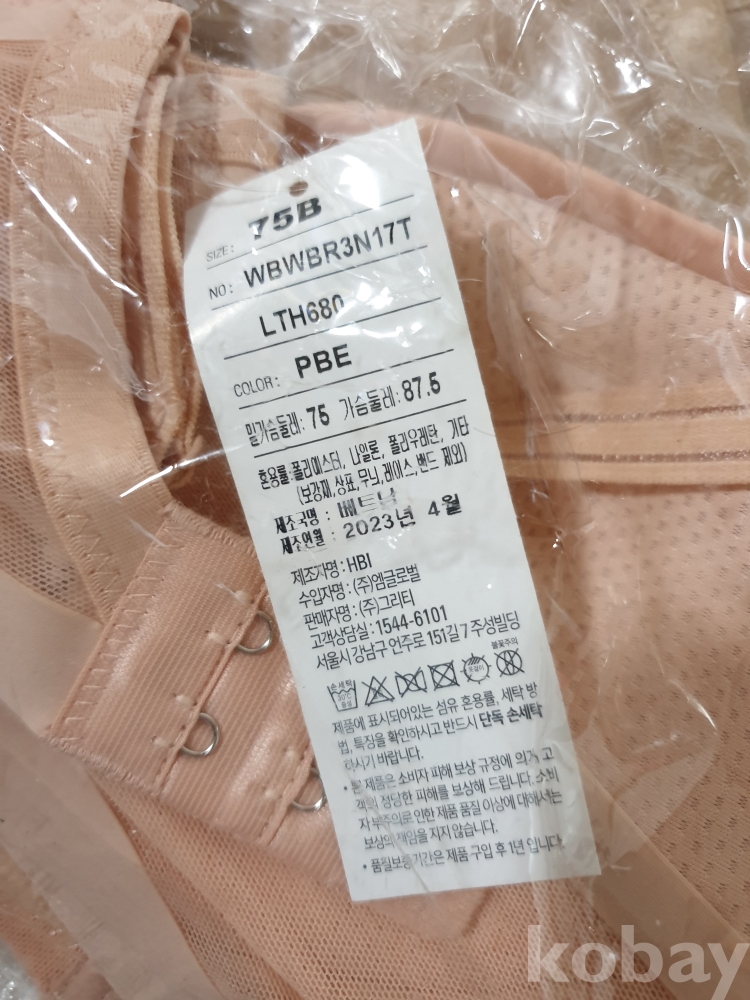 SIZE: 75B
NO: WBWBR3N17T
LTH680
COLOR: PBE
밑가슴둘레: 75 가슴둘레: 87.5
혼용률: 폴리에스터, 나일론, 폴리우레탄, 기타
(보강재, 상표, 무늬, 레이스, 밴드 제외)
제조국명 : 베트남
제조연월 : 2023년 4월
제조자명 : HBI
수입자명 : (주)엠글로벌
판매자명 : (주)그리티
고객상담실 : 1544-6101
서울시 강남구 언주로 151길 7 주성빌딩
불꽃주의
손세탁
30℃
중성
제품에 표시되어있는 섬유 혼용률, 세탁 방
법, 특징을 확인하시고 반드시 단독 손세탁
하시기 바랍니다.
• 본 제품은 소비자 피해 보상 규정에 의거 고
객의 정당한 피해를 보상해 드립니다. 소비
자 부주의로 인한 제품 품질 이상에 대해서는
보상의 책임을 지지 않습니다.
• 품질보증기간은 제품 구입 후 1년 입니다.
kobay